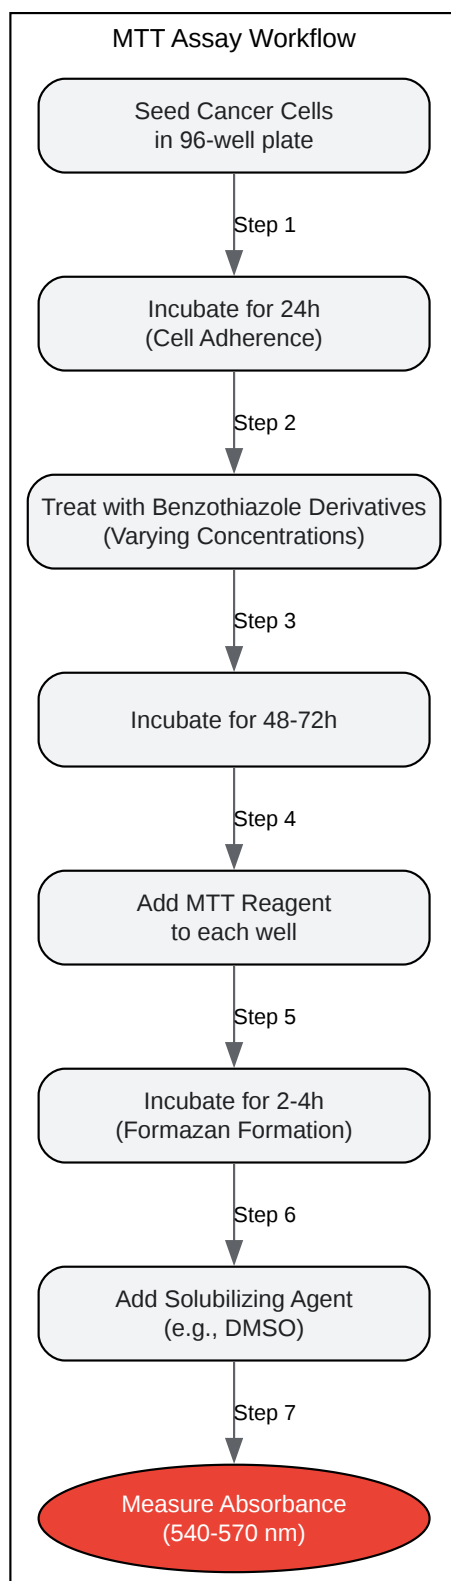 MTT Assay Workflow
Seed Cancer Cells
in 96-well plate
Step 1
Incubate for 24h
(Cell Adherence)
Step 2
Treat with Benzothiazole Derivatives
(Varying Concentrations)
Step 3
Incubate for 48-72h
Step 4
Add MTT Reagent
to each well
Step 5
Incubate for 2-4h
(Formazan Formation)
Step 6
Add Solubilizing Agent
(e.g., DMSO)
Step 7
Measure Absorbance
(540-570 nm)